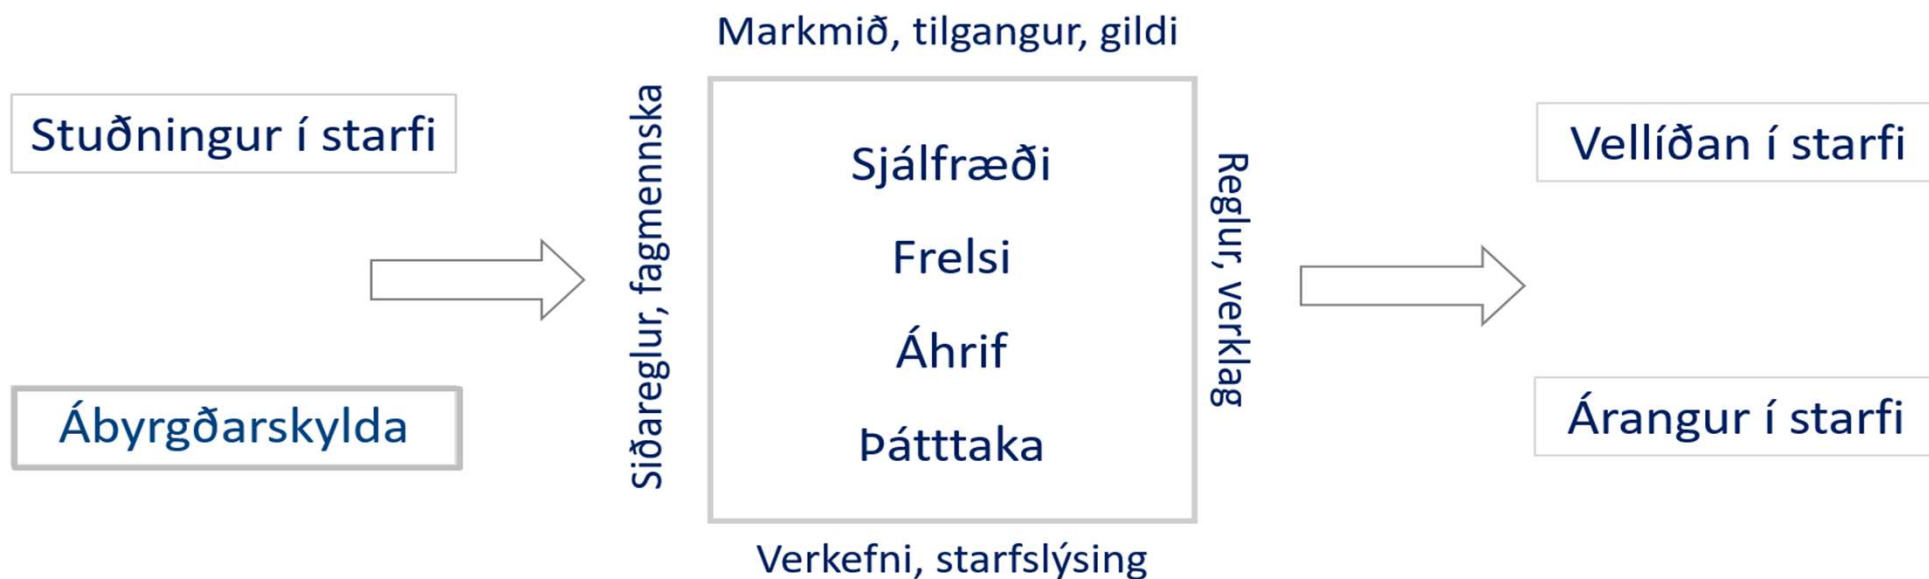 Markmið, tilgangur, gildi
Stuðningur í starfi
Ábyrgðarskylda
Siðareglur, fagmennska
Sjálfræði
Frelsi
Áhrif
Þátttaka
Reglur, verklag
Verkefni, starfslýsing
Vellíðan í starfi
Árangur í starfi